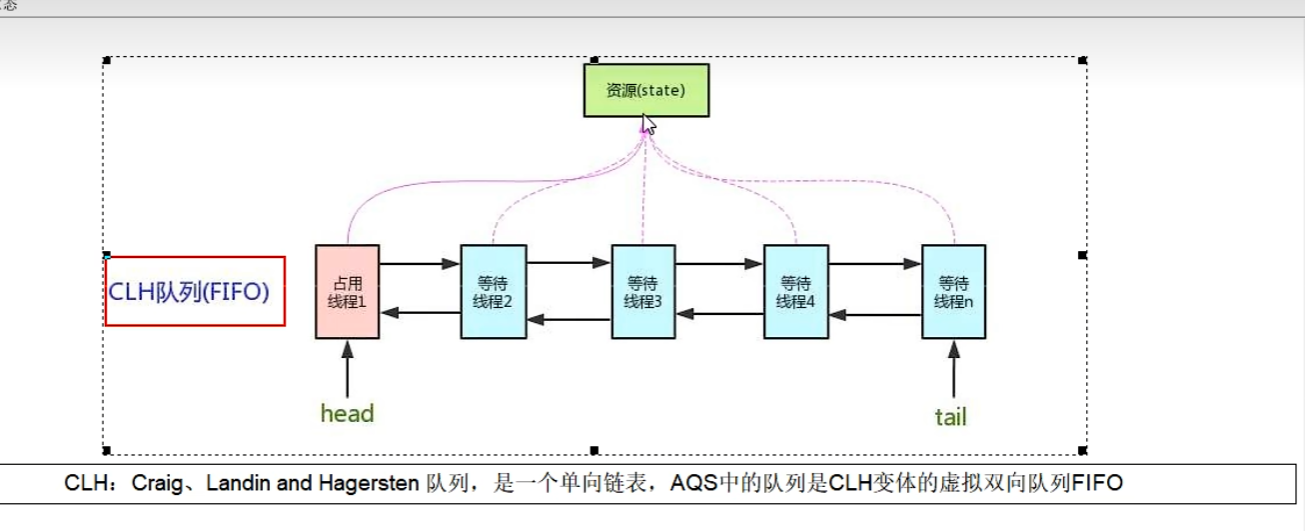 态
资源(state)
CLH队列(FIFO)
占用
线程1
等待
线程2
等待
线程3
等待
线程4
等待
线程n
head
tail
CLH：Craig、Landin and Hagersten 队列，是一个单向链表，AQS中的队列是CLH变体的虚拟双向队列FIFO